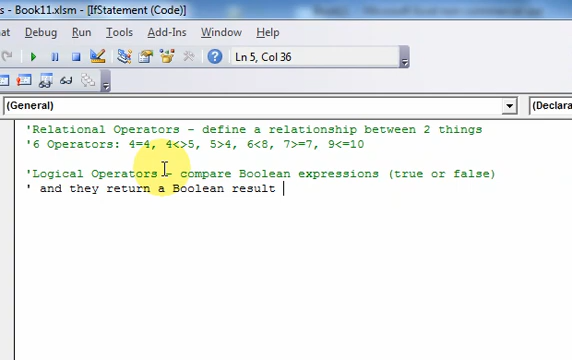 s - Book11.xlsm - [IfStatement (Code)]
at Debug Run Tools Add-Ins Window Help
Ln 5, Col 36
(General)
(Declara
'Relational Operators - define a relationship between 2 things
'6 Operators: 4=4, 4<>5, 5>4, 6<8, 7>=7, 9<=10
'Logical Operators - compare Boolean expressions (true or false)
' and they return a Boolean result